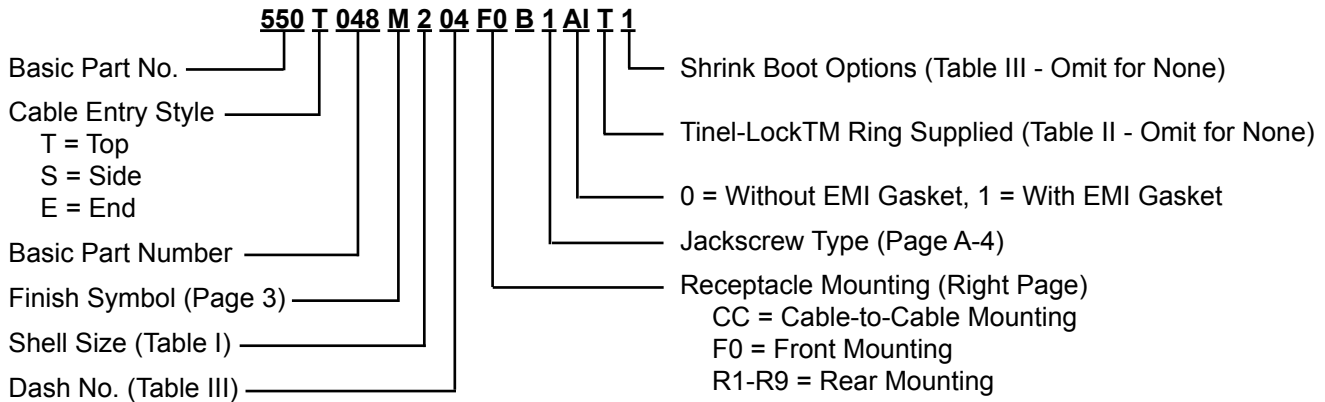 550 T 048 M 2 04 F0 B 1 AI T 1
Basic Part No.
Cable Entry Style
T = Top
S = Side
E = End
Basic Part Number
Finish Symbol (Page 3)
Shell Size (Table I)
Dash No. (Table III)
Shrink Boot Options (Table III - Omit for None)
Tinel-LockTM Ring Supplied (Table II - Omit for None)
0 = Without EMI Gasket, 1 = With EMI Gasket
Jackscrew Type (Page A-4)
Receptacle Mounting (Right Page)
CC = Cable-to-Cable Mounting
F0 = Front Mounting
R1-R9 = Rear Mounting